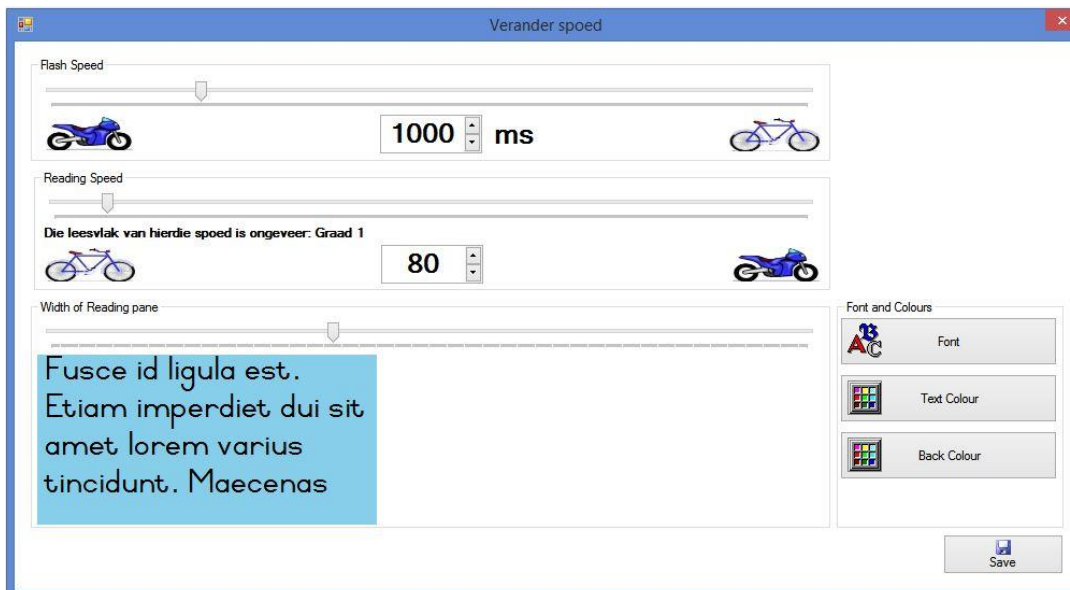 Verander spoed
Flash Speed
1000 ms
Reading Speed
Die leesvlak van hierdie spoed is ongeveer: Graad 1
80
Width of Reading pane
Fusce id ligula est.
Etiam imperdiet dui sit
amet lorem varius
tincidunt. Maecenas
Font and Colours
Font
Text Colour
Back Colour
Save